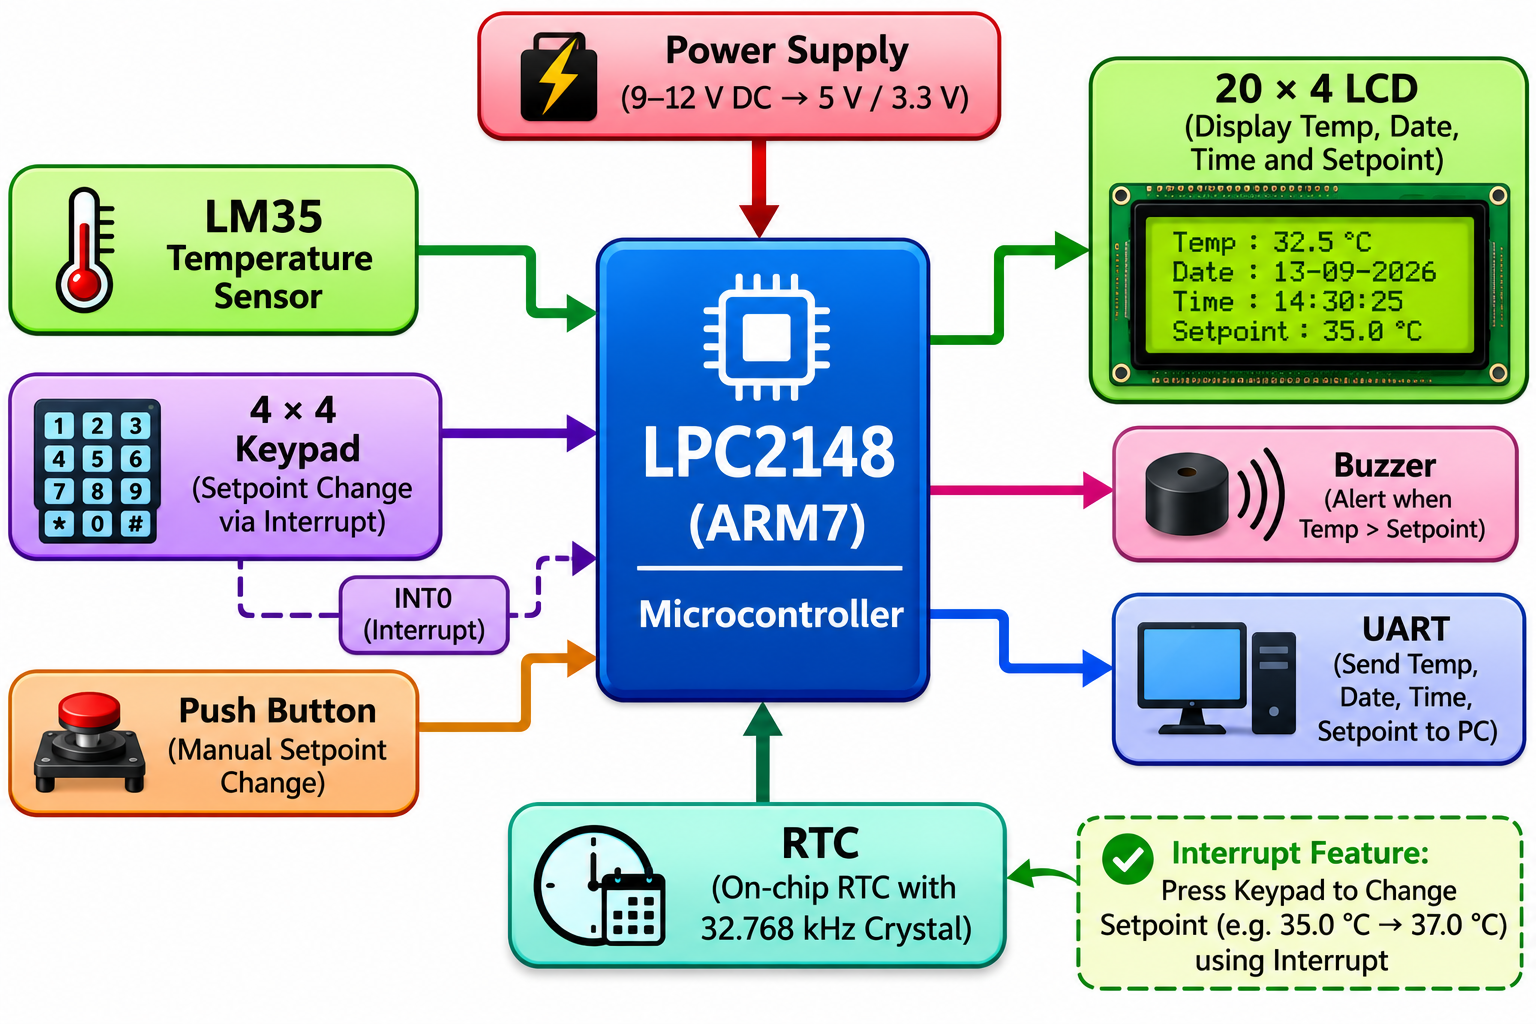 Power Supply
(9–12 V DC → 5 V / 3.3 V)
20 × 4 LCD
(Display Temp, Date,
Time and Setpoint)
Temp : 32.5 °C
Date : 13-09-2026
Time : 14:30:25
Setpoint : 35.0 °C
LM35
Temperature
Sensor
4 × 4
Keypad
(Setpoint Change
via Interrupt)
1 2 3
4 5 6
7 8 9
* 0 #
INT0
(Interrupt)
Push Button
(Manual Setpoint
Change)
LPC2148
(ARM7)
Microcontroller
Buzzer
(Alert when
Temp > Setpoint)
UART
(Send Temp,
Date, Time,
Setpoint to PC)
RTC
(On-chip RTC with
32.768 kHz Crystal)
Interrupt Feature:
Press Keypad to Change
Setpoint (e.g. 35.0 °C → 37.0 °C)
using Interrupt